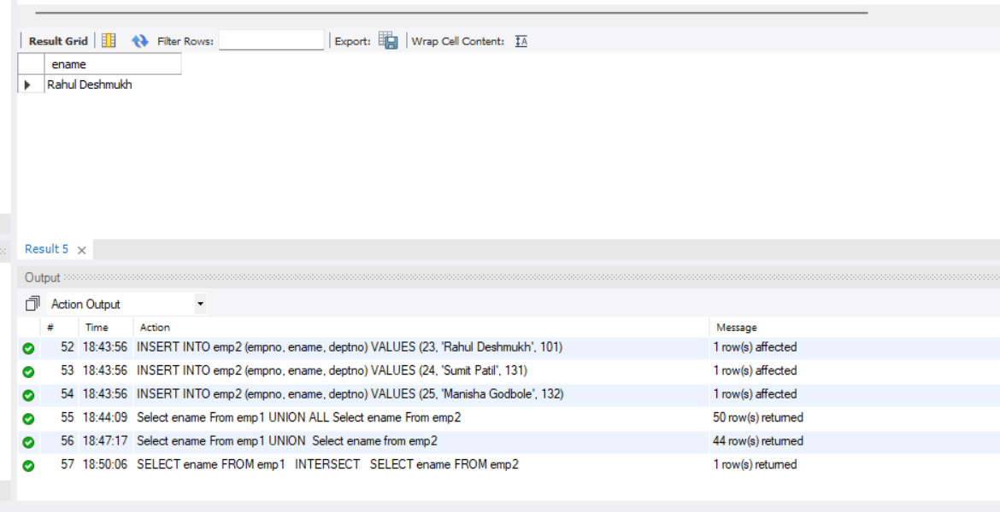 Result Grid Filter Rows: Export: Wrap Cell Content: IA
ename
Rahul Deshmukh
Result 5
Output
Action Output
# Time Action Message
52 18:43:56 INSERT INTO emp2 (empno, ename, deptno) VALUES (23, 'Rahul Deshmukh', 101) 1 row(s) affected
53 18:43:56 INSERT INTO emp2 (empno, ename, deptno) VALUES (24, 'Sumit Patil', 131) 1 row(s) affected
54 18:43:56 INSERT INTO emp2 (empno, ename, deptno) VALUES (25, 'Manisha Godbole', 132) 1 row(s) affected
55 18:44:09 Select ename From emp1 UNION ALL Select ename From emp2 50 row(s) returned
56 18:47:17 Select ename From emp1 UNION  Select ename from emp2 44 row(s) returned
57 18:50:06 SELECT ename FROM emp1   INTERSECT   SELECT ename FROM emp2 1 row(s) returned